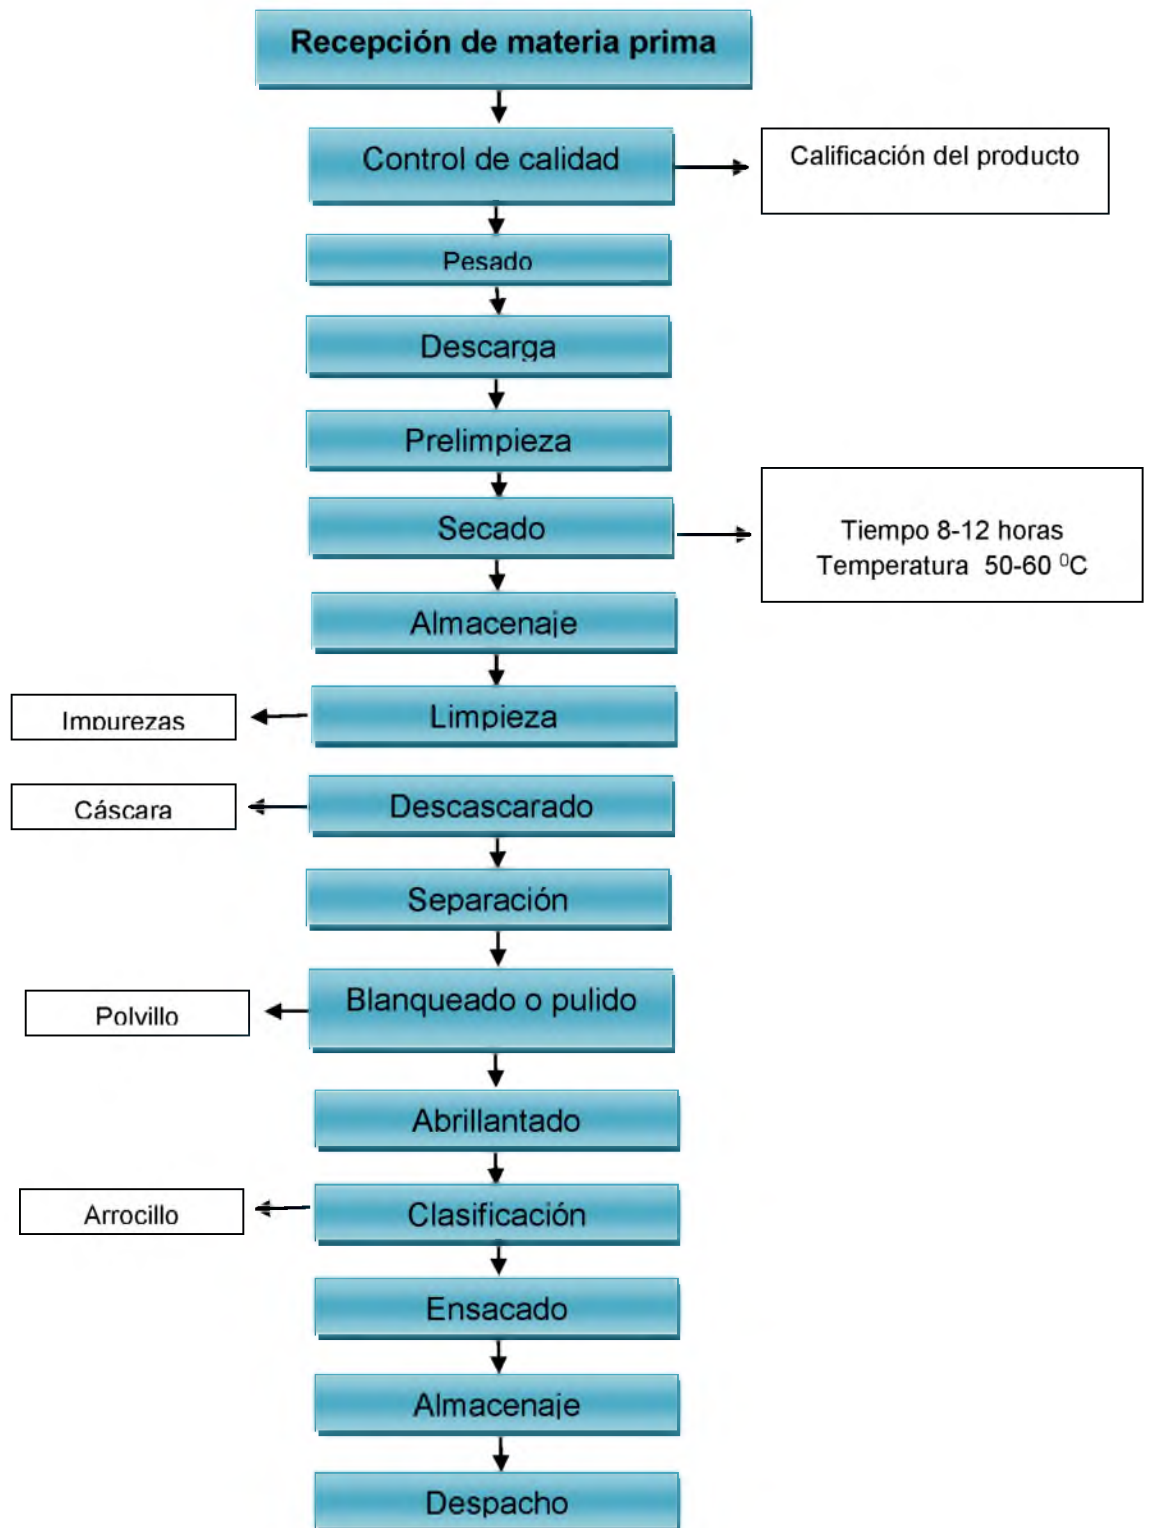 Recepción de materia prima
Control de calidad
Calificación del producto
Pesado
Descarga
Prelimpieza
Secado
Tiempo 8-12 horas
Temperatura 50-60 ⁰C
Almacenaje
Impurezas
Limpieza
Cáscara
Descascarado
Separación
Blanqueado o pulido
Polvillo
Abrillantado
Arrocillo
Clasificación
Ensacado
Almacenaje
Despacho